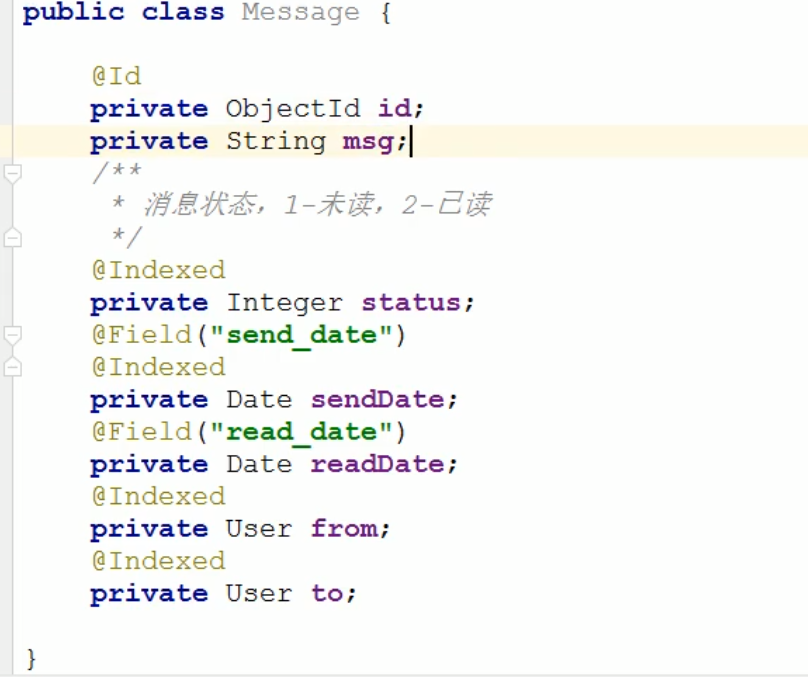 public class Message {
@Id
private ObjectId id;
private String msg;
/**
* 消息状态，1-未读，2-已读
*/
@Indexed
private Integer status;
@Field("send_date")
@Indexed
private Date sendDate;
@Field("read_date")
private Date readDate;
@Indexed
private User from;
@Indexed
private User to;
}